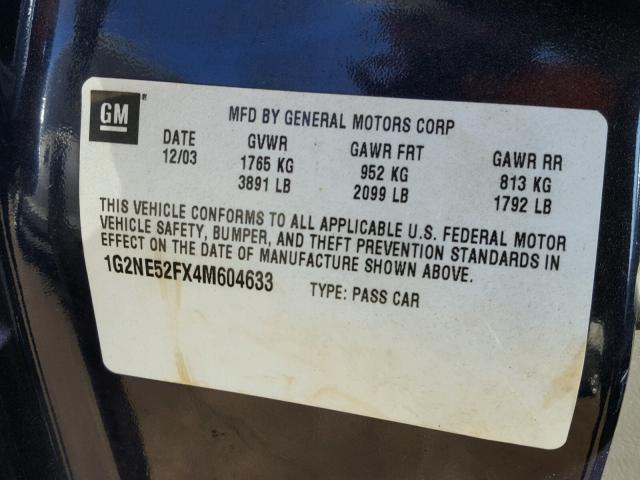 GM ®
MFD BY GENERAL MOTORS CORP
DATE GVWR GAWR FRT GAWR RR
12/03 1765 KG 952 KG 813 KG
3891 LB 2099 LB 1792 LB
THIS VEHICLE CONFORMS TO ALL APPLICABLE U.S. FEDERAL MOTOR
VEHICLE SAFETY, BUMPER, AND THEFT PREVENTION STANDARDS IN
EFFECT ON THE DATE OF MANUFACTURE SHOWN ABOVE.
1G2NE52FX4M604633 TYPE: PASS CAR